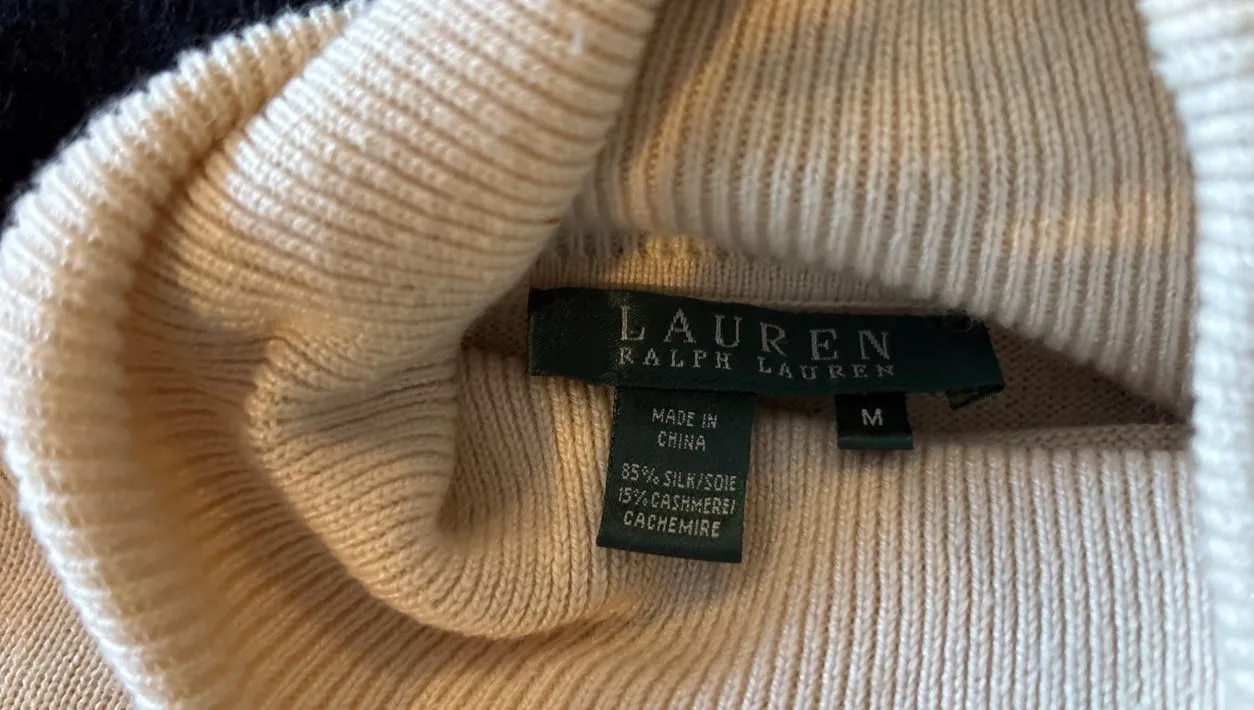 LAUREN
RALPH LAUREN
M
MADE IN
CHINA
85% SILK/SOIE
15% CASHMERE/
CACHEMIRE